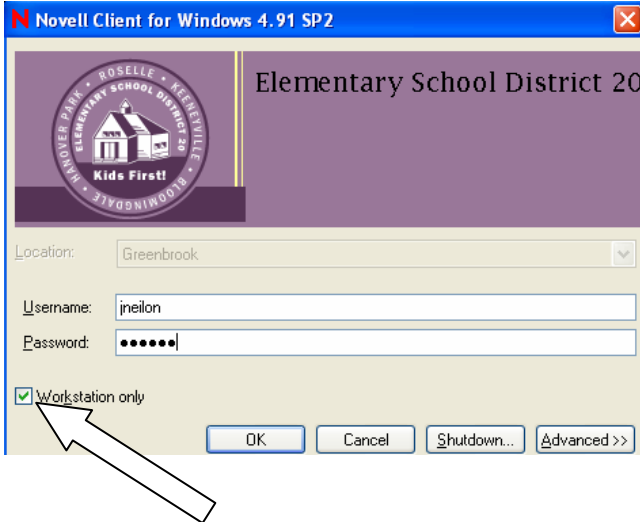 N Novell Client for Windows 4.91 SP2
Elementary School District 20
HANOVER PARK • ROSELLE • KEENEYVILLE • BLOOMINGDALE •
ELEMENTARY SCHOOL DISTRICT 20
Kids First!
Location: Greenbrook
Username: jneilon
Password: ●●●●●●
Workstation only
OK Cancel Shutdown... Advanced >>